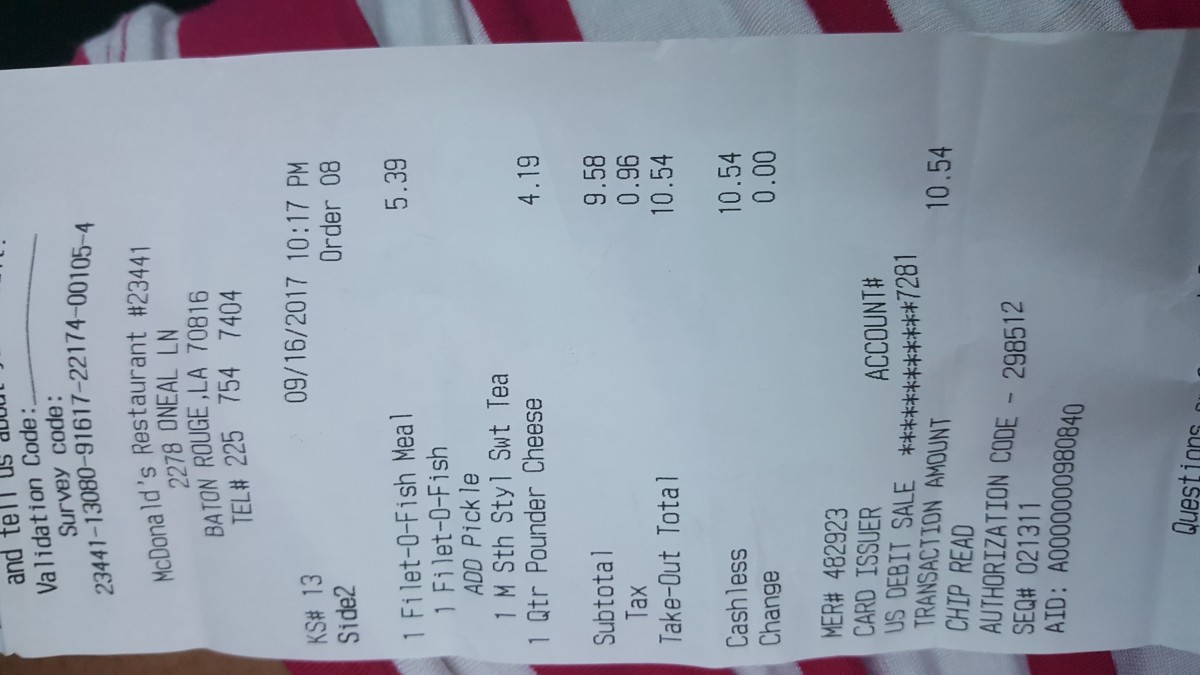 and tell us about
Validation Code:
Survey code:
23441-13080-91617-22174-00105-4
McDonald's Restaurant #23441
2278 ONEAL LN
BATON ROUGE ,LA 70816
TEL# 225 754 7404
KS# 13 09/16/2017 10:17 PM
Side2 Order 08
1 Filet-O-Fish Meal 5.39
1 Filet-O-Fish
ADD Pickle
1 M Sth Styl Swt Tea
1 Qtr Pounder Cheese 4.19
Subtotal 9.58
Tax 0.96
Take-Out Total 10.54
Cashless 10.54
Change 0.00
MER# 482923
CARD ISSUER ACCOUNT#
US DEBIT SALE ************7281
TRANSACTION AMOUNT 10.54
CHIP READ
AUTHORIZATION CODE - 298512
SEQ# 021311
AID: A0000000980840
Questions